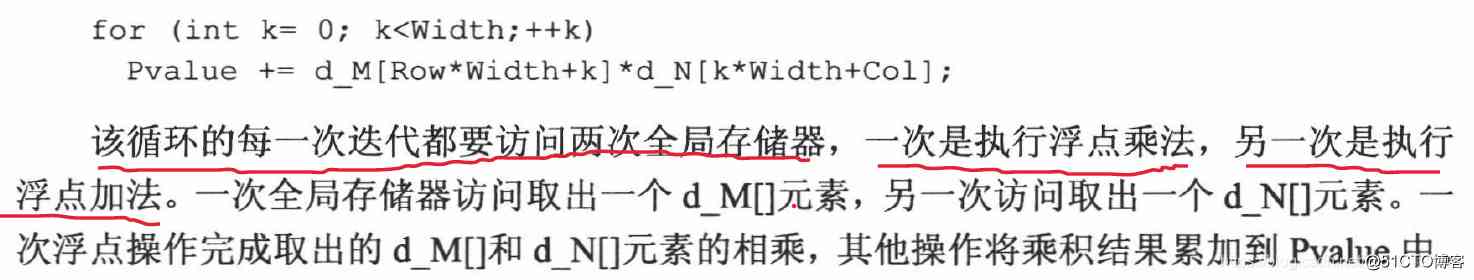 for (int k= 0; k<Width;++k)
Pvalue += d_M[Row*Width+k]*d_N[k*Width+Col];
该循环的每一次迭代都要访问两次全局存储器，一次是执行浮点乘法，另一次是执行
浮点加法。一次全局存储器访问取出一个 d_M[]元素，另一次访问取出一个 d_N[]元素。一
次浮点操作完成取出的 d_M[]和 d_N[]元素的相乘，其他操作将乘积结果累加到 Pvalue 中
@51CTO博客